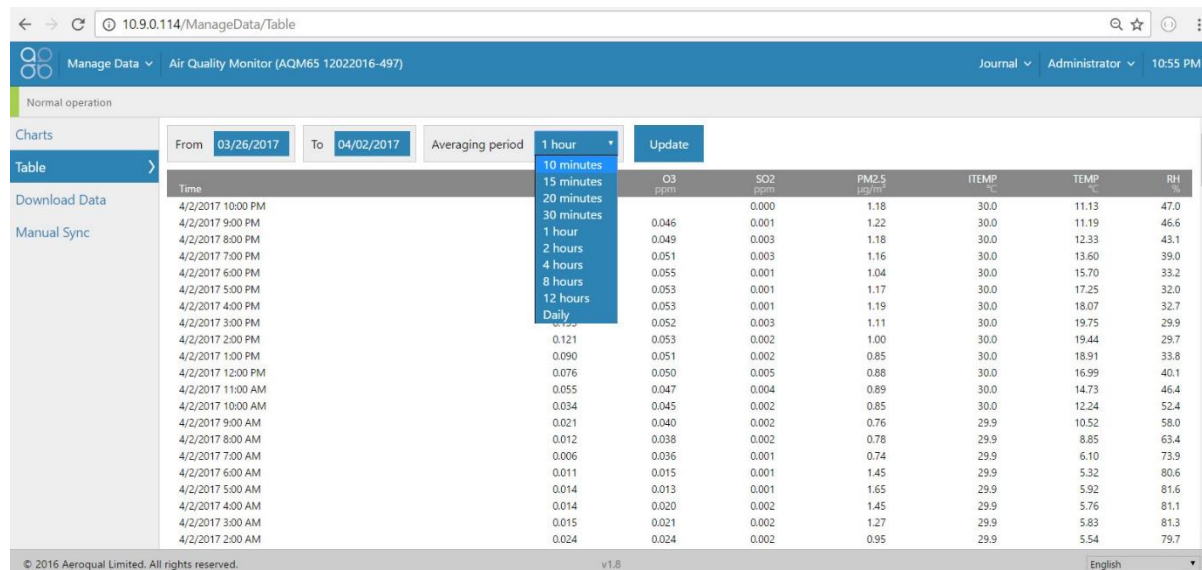 10.9.0.114/ManageData/Table
Manage Data Air Quality Monitor (AQM65 12022016-497) Journal Administrator 10:55 PM
Normal operation
Charts
Table
Download Data
Manual Sync
From 03/26/2017 To 04/02/2017 Averaging period 1 hour Update
10 minutes
15 minutes
20 minutes
30 minutes
1 hour
2 hours
4 hours
8 hours
12 hours
Daily
Time O3 SO2 PM2.5 ITEMP TEMP RH
ppm ppm µg/m³ °C °C %
4/2/2017 10:00 PM 0.000 1.18 30.0 11.13 47.0
4/2/2017 9:00 PM 0.046 0.001 1.22 30.0 11.19 46.6
4/2/2017 8:00 PM 0.049 0.003 1.18 30.0 12.33 43.1
4/2/2017 7:00 PM 0.051 0.003 1.16 30.0 13.60 39.0
4/2/2017 6:00 PM 0.055 0.001 1.04 30.0 15.70 33.2
4/2/2017 5:00 PM 0.053 0.001 1.17 30.0 17.25 32.0
4/2/2017 4:00 PM 0.053 0.001 1.19 30.0 18.07 32.7
4/2/2017 3:00 PM 0.052 0.003 1.11 30.0 19.75 29.9
4/2/2017 2:00 PM 0.121 0.053 0.002 1.00 30.0 19.44 29.7
4/2/2017 1:00 PM 0.090 0.051 0.002 0.85 30.0 18.91 33.8
4/2/2017 12:00 PM 0.076 0.050 0.005 0.88 30.0 16.99 40.1
4/2/2017 11:00 AM 0.055 0.047 0.004 0.89 30.0 14.73 46.4
4/2/2017 10:00 AM 0.034 0.045 0.002 0.85 30.0 12.24 52.4
4/2/2017 9:00 AM 0.021 0.040 0.002 0.76 29.9 10.52 58.0
4/2/2017 8:00 AM 0.012 0.038 0.002 0.78 29.9 8.85 63.4
4/2/2017 7:00 AM 0.006 0.036 0.001 0.74 29.9 6.10 73.9
4/2/2017 6:00 AM 0.011 0.015 0.001 1.45 29.9 5.32 80.6
4/2/2017 5:00 AM 0.014 0.013 0.001 1.65 29.9 5.92 81.6
4/2/2017 4:00 AM 0.014 0.020 0.002 1.45 29.9 5.76 81.1
4/2/2017 3:00 AM 0.015 0.021 0.002 1.27 29.9 5.83 81.3
4/2/2017 2:00 AM 0.024 0.024 0.002 0.95 29.9 5.54 79.7
© 2016 Aeroqual Limited. All rights reserved. v1.8 English